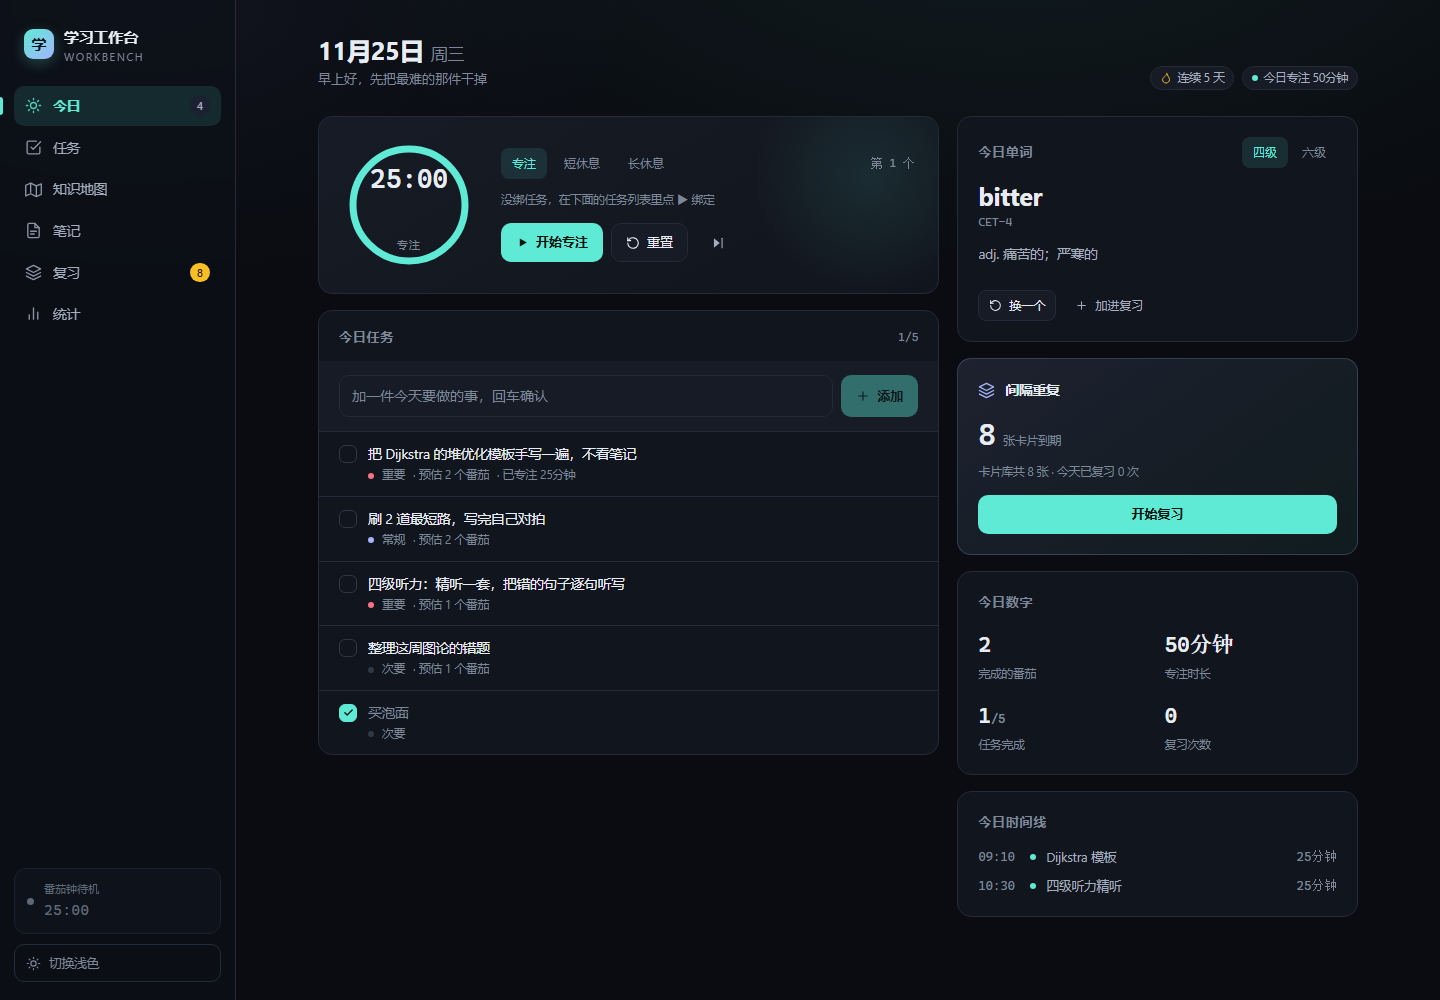 学
学习工作台
WORKBENCH
今日
4
任务
知识地图
笔记
复习
8
统计
番茄钟待机
25:00
切换浅色
11月25日 周三
早上好，先把最难的那件干掉
连续 5 天
今日专注 50分钟
25:00
专注
专注
短休息
长休息
第 1 个
没绑任务，在下面的任务列表里点 ▶ 绑定
开始专注
重置
今日任务
1/5
加一件今天要做的事，回车确认
添加
把 Dijkstra 的堆优化模板手写一遍，不看笔记
重要 · 预估 2 个番茄 · 已专注 25分钟
刷 2 道最短路，写完自己对拍
常规 · 预估 2 个番茄
四级听力：精听一套，把错的句子逐句听写
重要 · 预估 1 个番茄
整理这周图论的错题
次要 · 预估 1 个番茄
买泡面
次要
今日单词
四级
六级
bitter
CET-4
adj. 痛苦的；严寒的
换一个
加进复习
间隔重复
8 张卡片到期
卡片库共 8 张 · 今天已复习 0 次
开始复习
今日数字
2
完成的番茄
50分钟
专注时长
1/5
任务完成
0
复习次数
今日时间线
09:10 Dijkstra 模板 25分钟
10:30 四级听力精听 25分钟